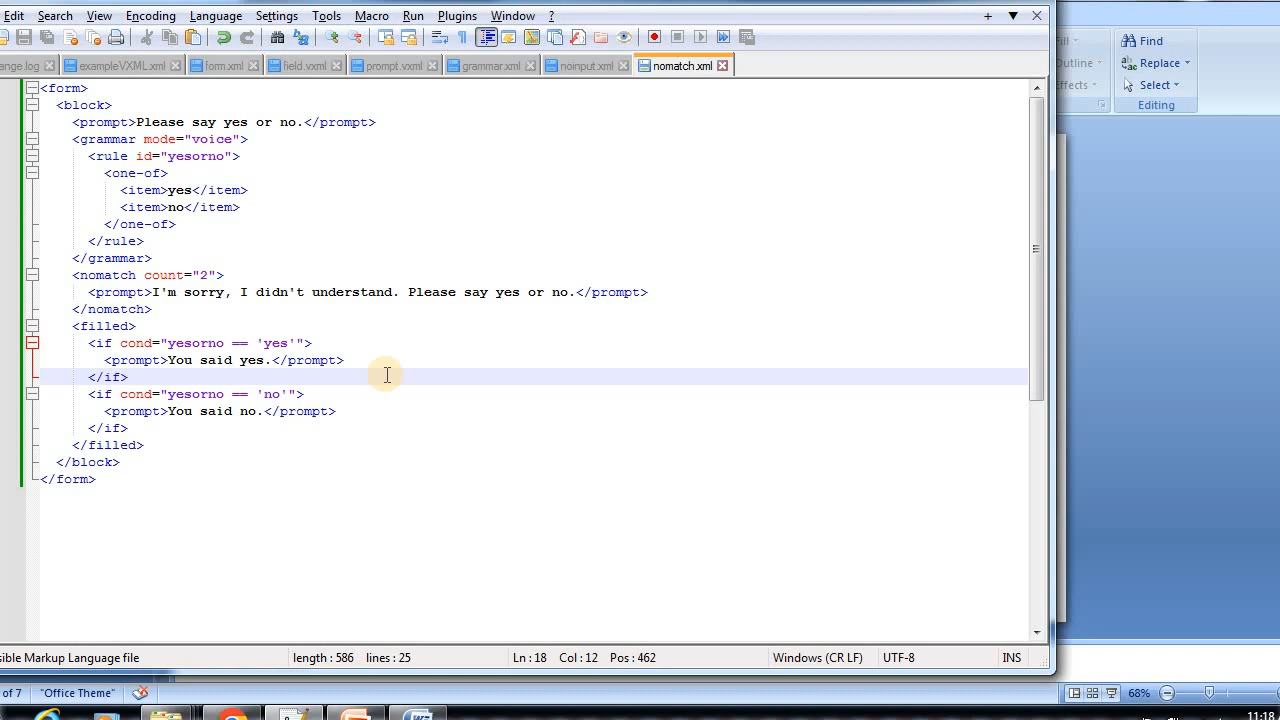 Edit Search View Encoding Language Settings Tools Macro Run Plugins Window ? + ▼ X
ange.log exampleVXML.xml form.xml field.vxml prompt.vxml grammar.xml noinput.xml nomatch.xml
<form>
<block>
<prompt>Please say yes or no.</prompt>
<grammar mode="voice">
<rule id="yesorno">
<one-of>
<item>yes</item>
<item>no</item>
</one-of>
</rule>
</grammar>
<nomatch count="2">
<prompt>I'm sorry, I didn't understand. Please say yes or no.</prompt>
</nomatch>
<filled>
<if cond="yesorno == 'yes'">
<prompt>You said yes.</prompt>
</if>
<if cond="yesorno == 'no'">
<prompt>You said no.</prompt>
</if>
</filled>
</block>
</form>
sible Markup Language file length : 586 lines : 25 Ln : 18 Col : 12 Pos : 462 Windows (CR LF) UTF-8 INS
ill Find
Outline Replace
Effects Select
Editing
of 7 "Office Theme" 68%
11:18